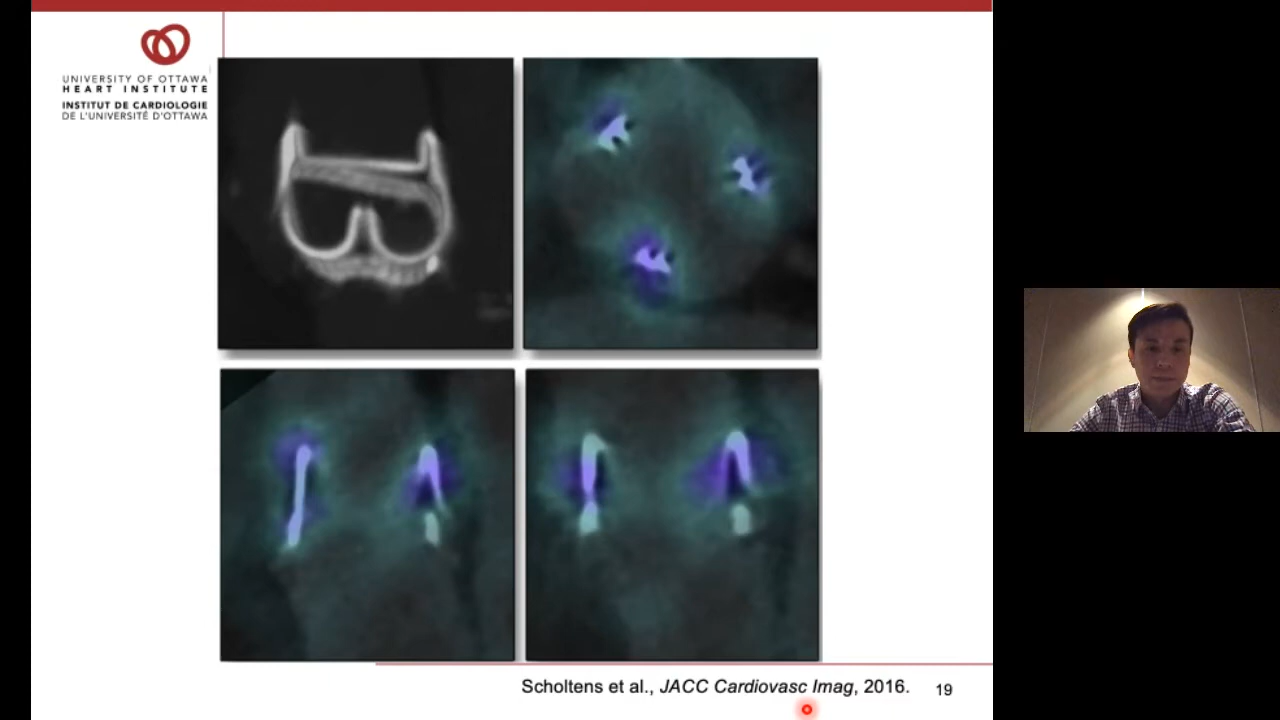 UNIVERSITY OF OTTAWA
HEART INSTITUTE
INSTITUT DE CARDIOLOGIE
DE L'UNIVERSITÉ D'OTTAWA
Scholtens et al., JACC Cardiovasc Imag, 2016.
19